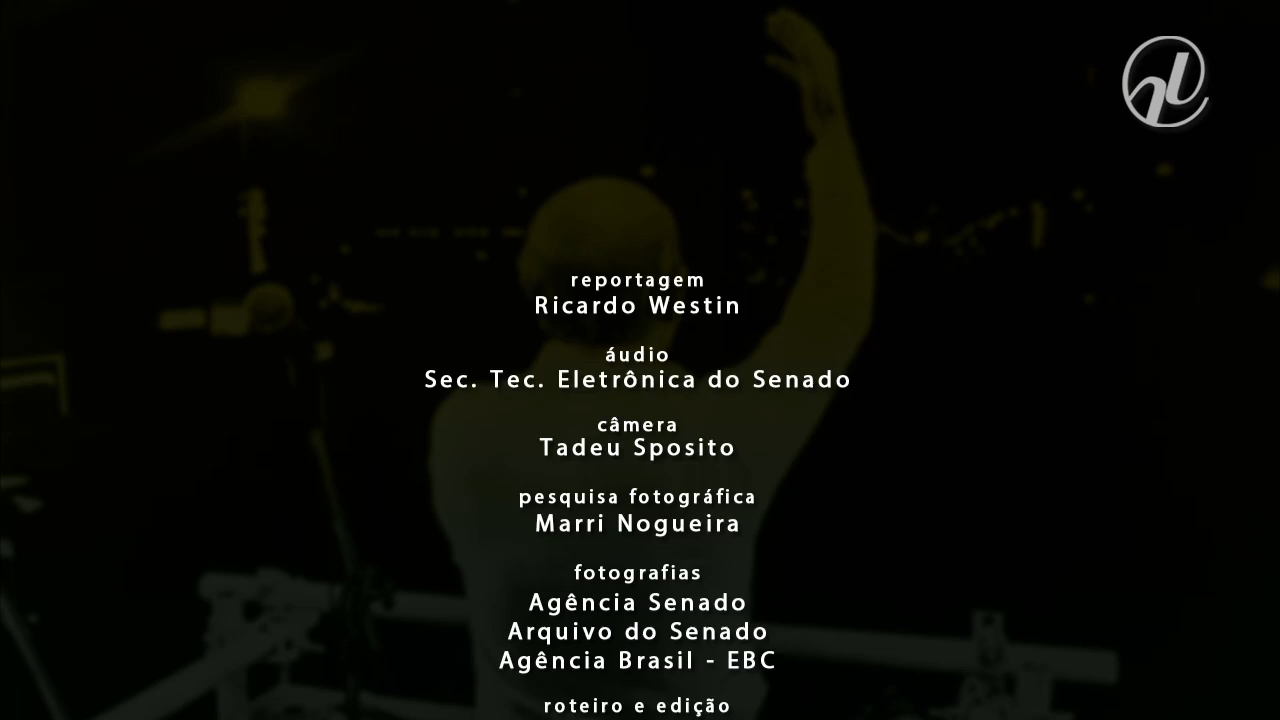 reportagem
Ricardo Westin
áudio
Sec. Tec. Eletrônica do Senado
câmera
Tadeu Sposito
pesquisa fotográfica
Marri Nogueira
fotografias
Agência Senado
Arquivo do Senado
Agência Brasil - EBC
roteiro e edição